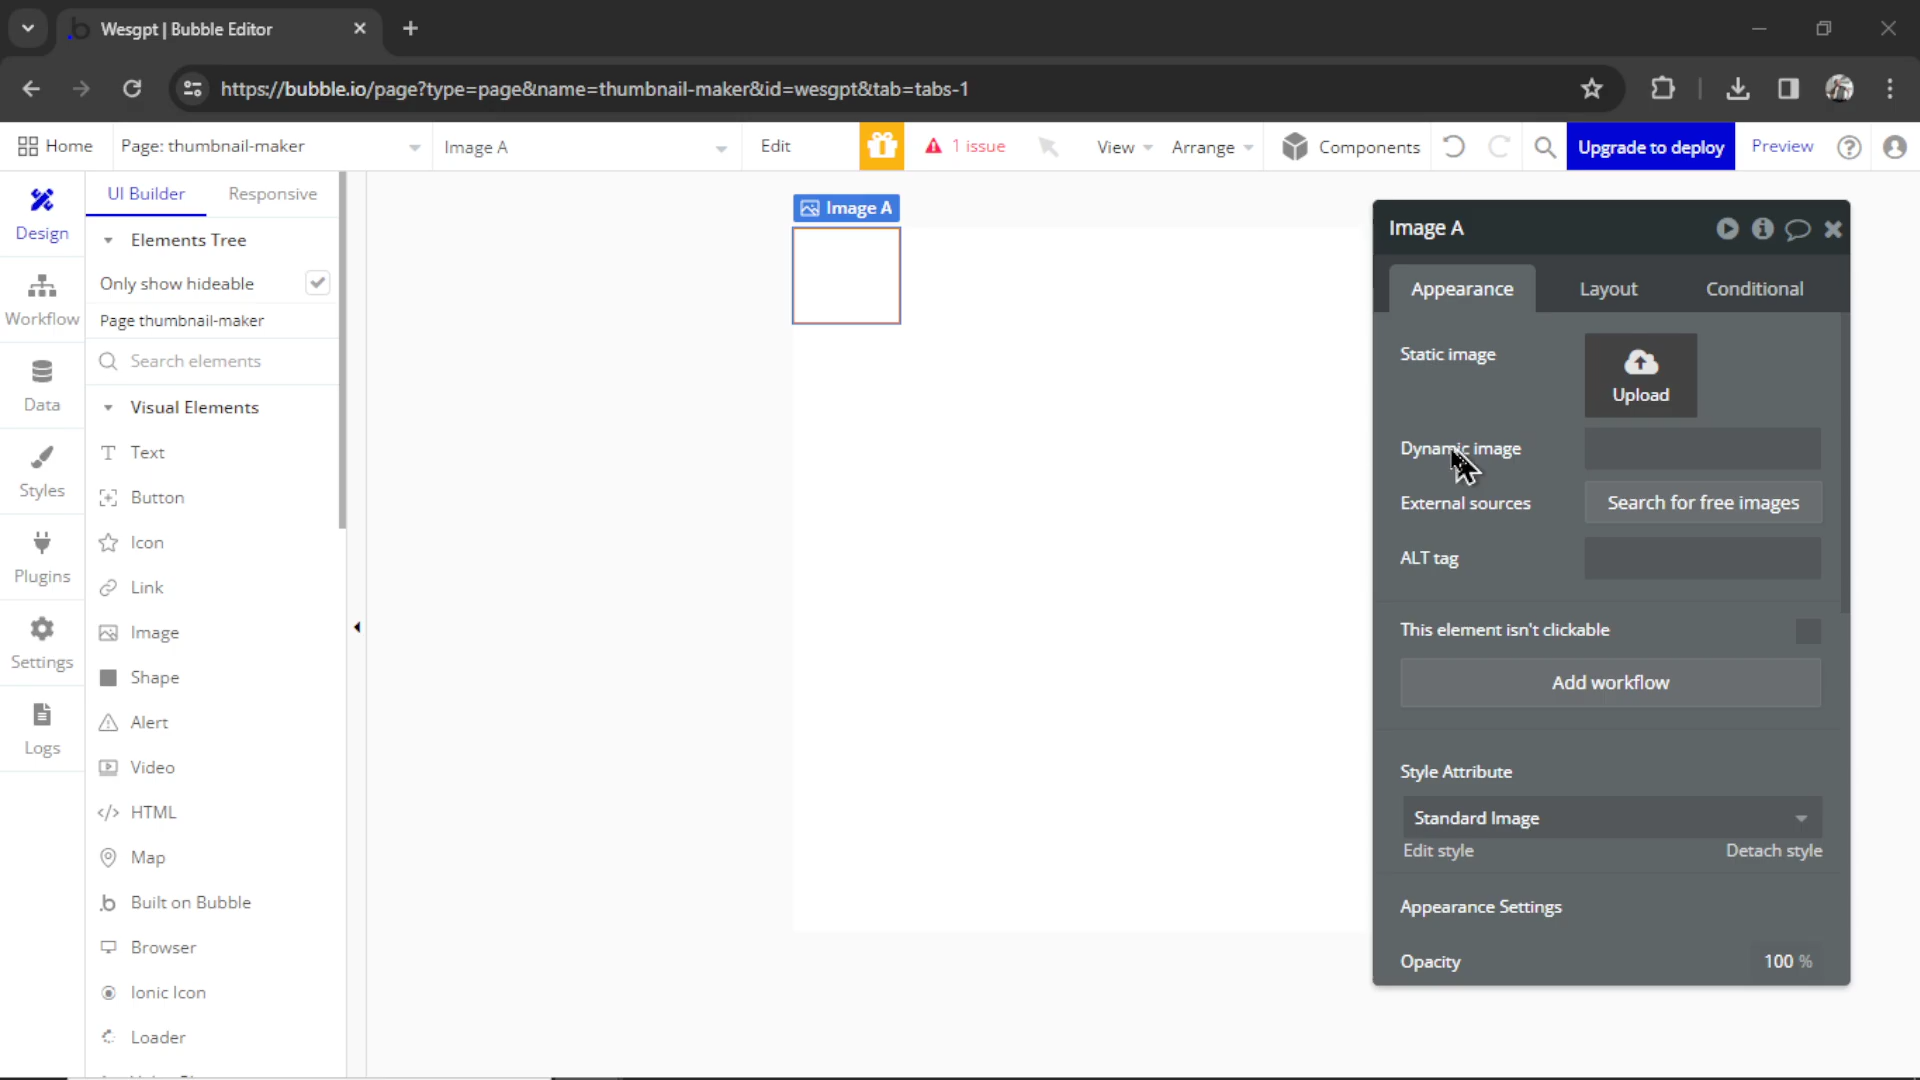 Wesgpt | Bubble Editor
https://bubble.io/page?type=page&name=thumbnail-maker&id=wesgpt&tab=tabs-1
Home
Page: thumbnail-maker
Image A
Edit
1 issue
View
Arrange
Components
Upgrade to deploy
Preview
Design
Workflow
Data
Styles
Plugins
Settings
Logs
UI Builder
Responsive
Elements Tree
Only show hideable
Page thumbnail-maker
Search elements
Visual Elements
Text
Button
Icon
Link
Image
Shape
Alert
Video
HTML
Map
Built on Bubble
Browser
Ionic Icon
Loader
Image A
Image A
Appearance
Layout
Conditional
Static image
Upload
Dynamic image
External sources
Search for free images
ALT tag
This element isn't clickable
Add workflow
Style Attribute
Standard Image
Edit style
Detach style
Appearance Settings
Opacity
100 %